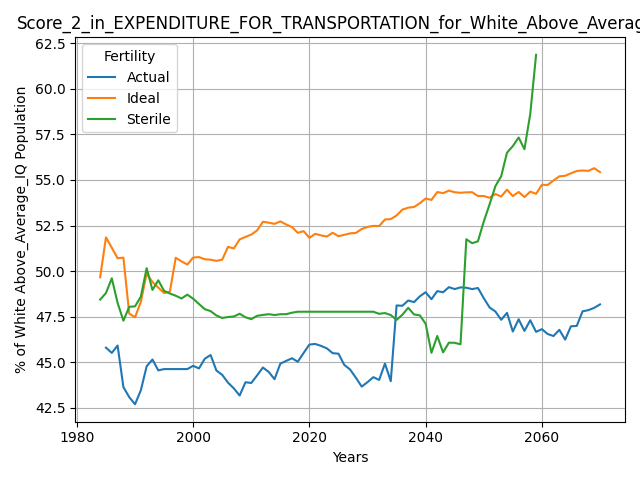 Score_2_in_EXPENDITURE_FOR_TRANSPORTATION_for_White_Above_Averag
62.5
60.0
57.5
55.0
52.5
50.0
47.5
45.0
42.5
% of White Above_Average_IQ Population
Fertility
Actual
Ideal
Sterile
1980
2000
2020
2040
2060
Years